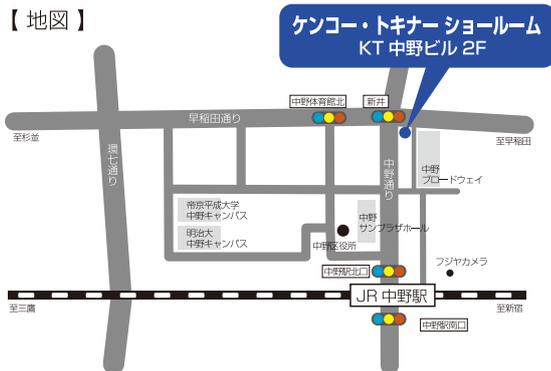 【 地図 】
ケンコー・トキナー ショールーム
KT 中野ビル 2F
中野体育館北
新井
早稲田通り
至杉並
至早稲田
環七通り
中野通り
中野
ブロードウェイ
帝京平成大学
中野キャンパス
明治大
中野キャンパス
中野
サンプラザホール
中野区役所
フジヤカメラ
中野駅北口
JR 中野駅
至三鷹
至新宿
中野駅南口